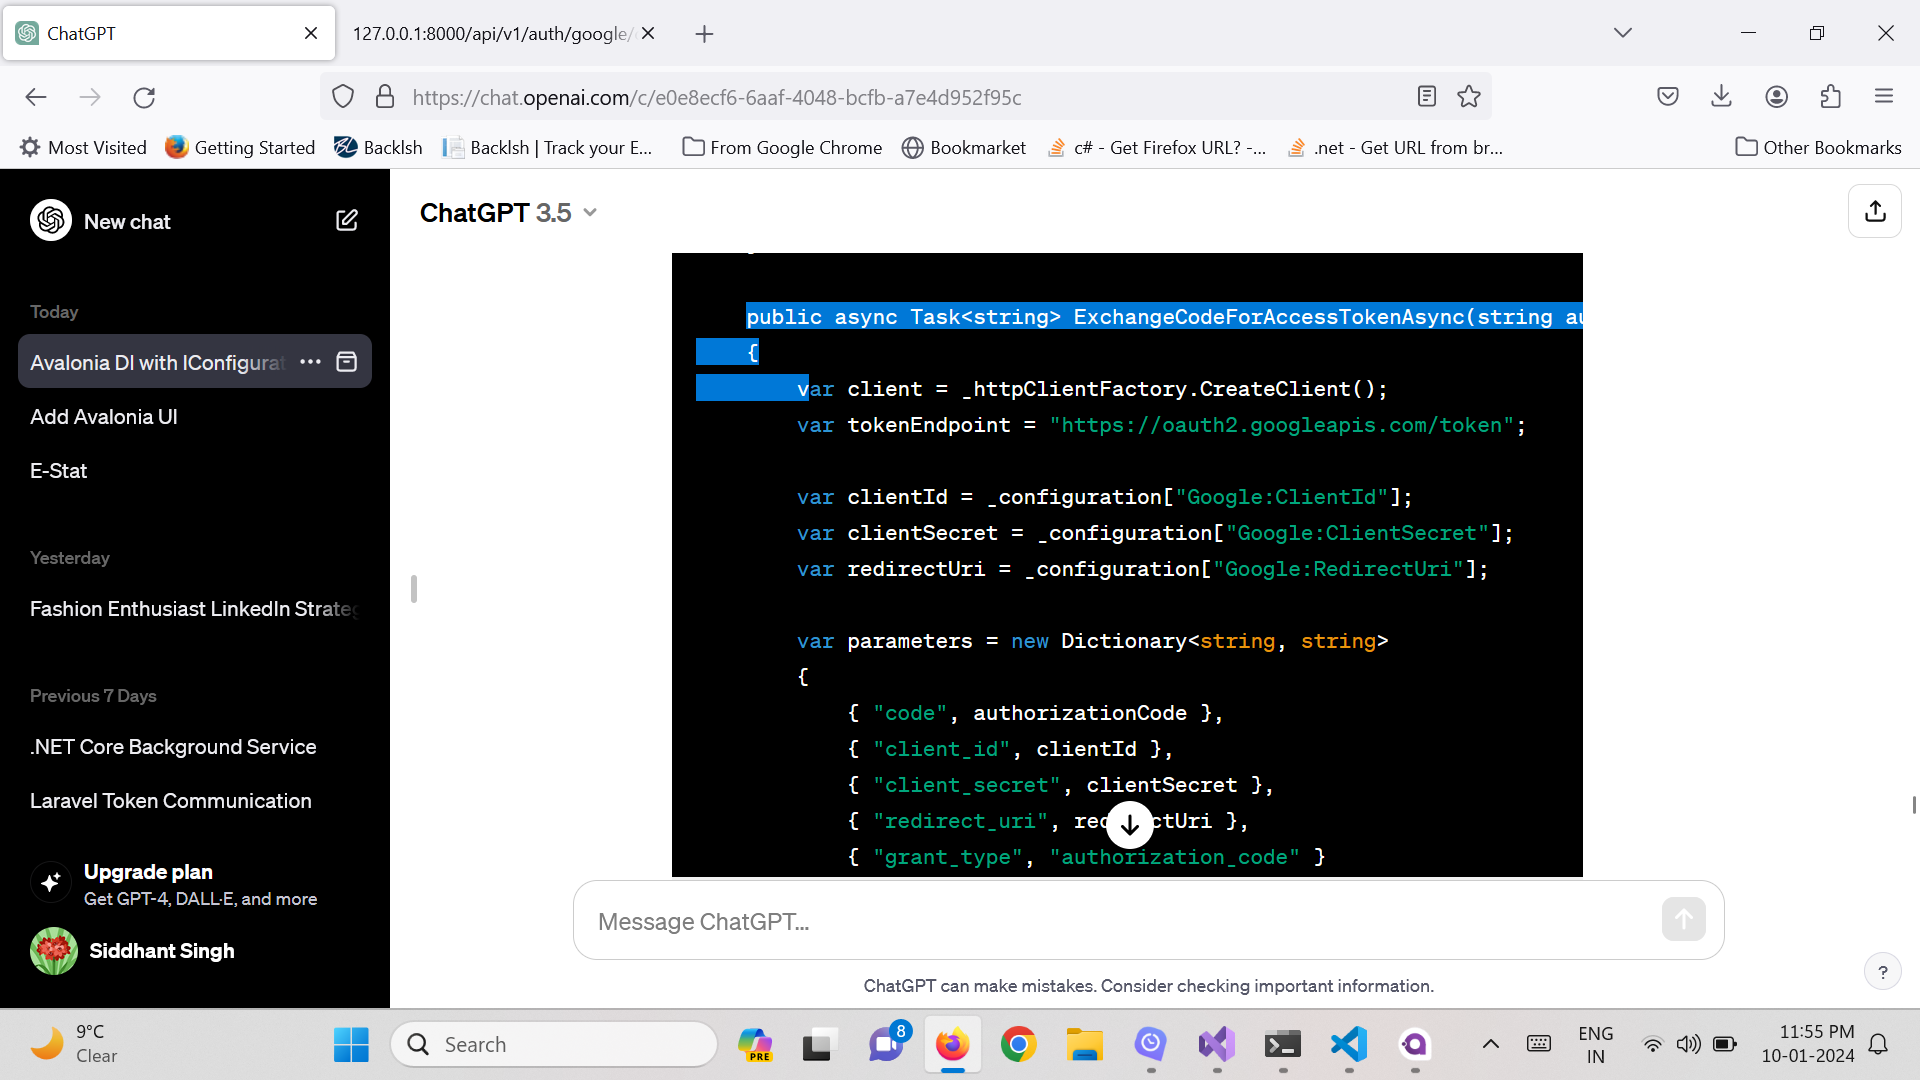 ChatGPT
127.0.0.1:8000/api/v1/auth/google/
https://chat.openai.com/c/e0e8ecf6-6aaf-4048-bcfb-a7e4d952f95c
Most Visited
Getting Started
Backlsh
Backlsh | Track your E...
From Google Chrome
Bookmarket
c# - Get Firefox URL? -...
.net - Get URL from br...
Other Bookmarks
New chat
Today
Avalonia DI with IConfigurat
Add Avalonia UI
E-Stat
Yesterday
Fashion Enthusiast LinkedIn Strateg
Previous 7 Days
.NET Core Background Service
Laravel Token Communication
Upgrade plan
Get GPT-4, DALL·E, and more
Siddhant Singh
ChatGPT 3.5
public async Task<string> ExchangeCodeForAccessTokenAsync(string au
{
var client = _httpClientFactory.CreateClient();
var tokenEndpoint = "https://oauth2.googleapis.com/token";
var clientId = _configuration["Google:ClientId"];
var clientSecret = _configuration["Google:ClientSecret"];
var redirectUri = _configuration["Google:RedirectUri"];
var parameters = new Dictionary<string, string>
{
{ "code", authorizationCode },
{ "client_id", clientId },
{ "client_secret", clientSecret },
{ "redirect_uri", redirectUri },
{ "grant_type", "authorization_code" }
Message ChatGPT...
ChatGPT can make mistakes. Consider checking important information.
?
9°C
Clear
Search
PRE
8
ENG
IN
11:55 PM
10-01-2024